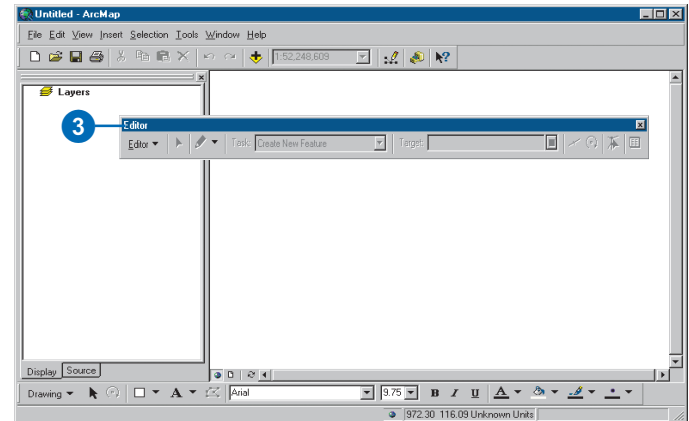 Untitled - ArcMap
File Edit View Insert Selection Tools Window Help
1:52,248,609
Layers
3
Editor
Editor Task: Create New Feature Target:
Display Source
Drawing A Arial 9.75 B I U A
972.30 116.09 Unknown Units